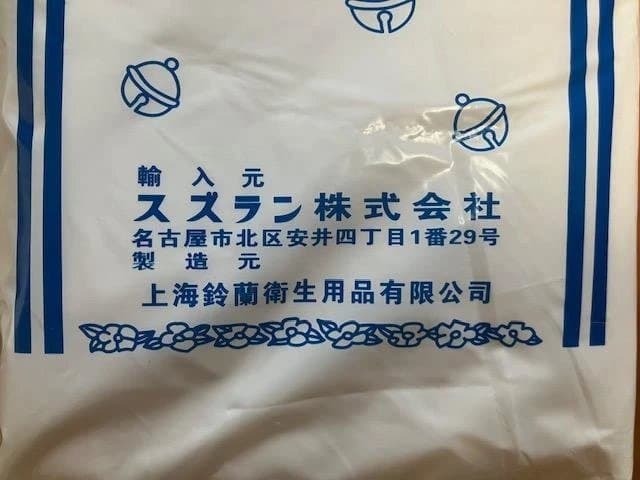 輸入元
スズラン株式会社
名古屋市北区安井四丁目1番29号
製造元
上海鈴蘭衛生用品有限公司